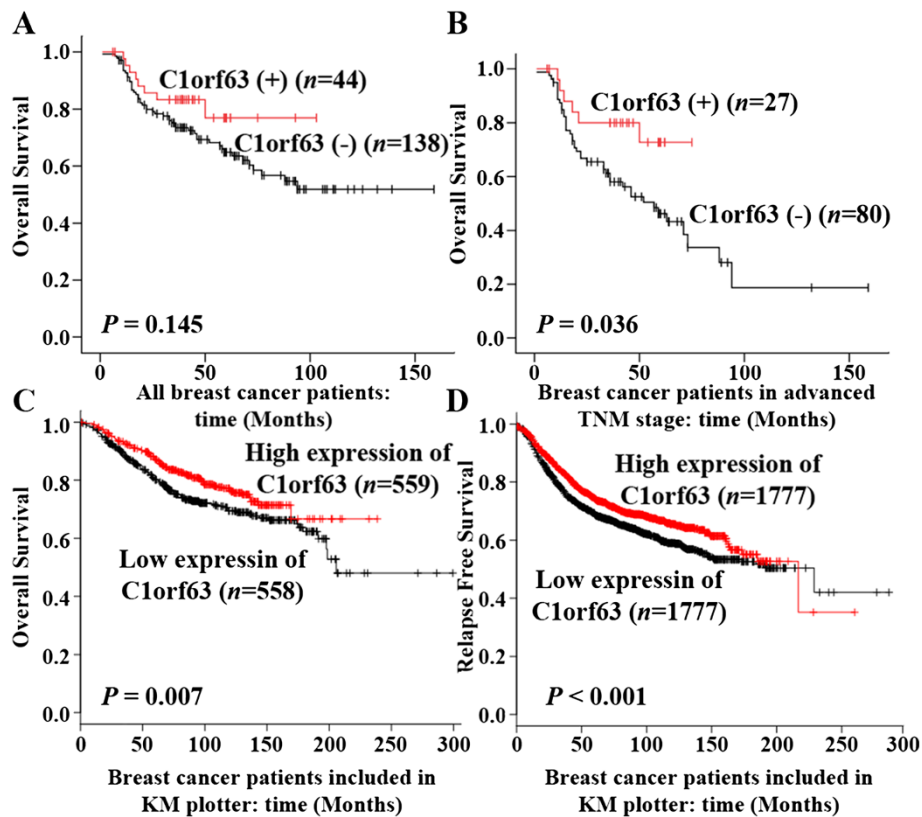 A
Overall Survival
1.0
0.8
0.6
0.4
0.2
0.0
C1orf63 (+) (n=44)
C1orf63 (-) (n=138)
P = 0.145
0 50 100 150
All breast cancer patients:
time (Months)
B
Overall Survival
1.0
0.8
0.6
0.4
0.2
0.0
C1orf63 (+) (n=27)
C1orf63 (-) (n=80)
P = 0.036
0 50 100 150
Breast cancer patients in advanced
TNM stage: time (Months)
C
Overall Survival
1.0
0.8
0.6
0.4
0.2
0.0
High expression of
C1orf63 (n=559)
Low expressin of
C1orf63 (n=558)
P = 0.007
0 50 100 150 200 250 300
Breast cancer patients included in
KM plotter: time (Months)
D
Relapse Free Survival
1.0
0.8
0.6
0.4
0.2
0.0
High expression of
C1orf63 (n=1777)
Low expressin of
C1orf63 (n=1777)
P < 0.001
0 50 100 150 200 250 300
Breast cancer patients included in
KM plotter: time (Months)